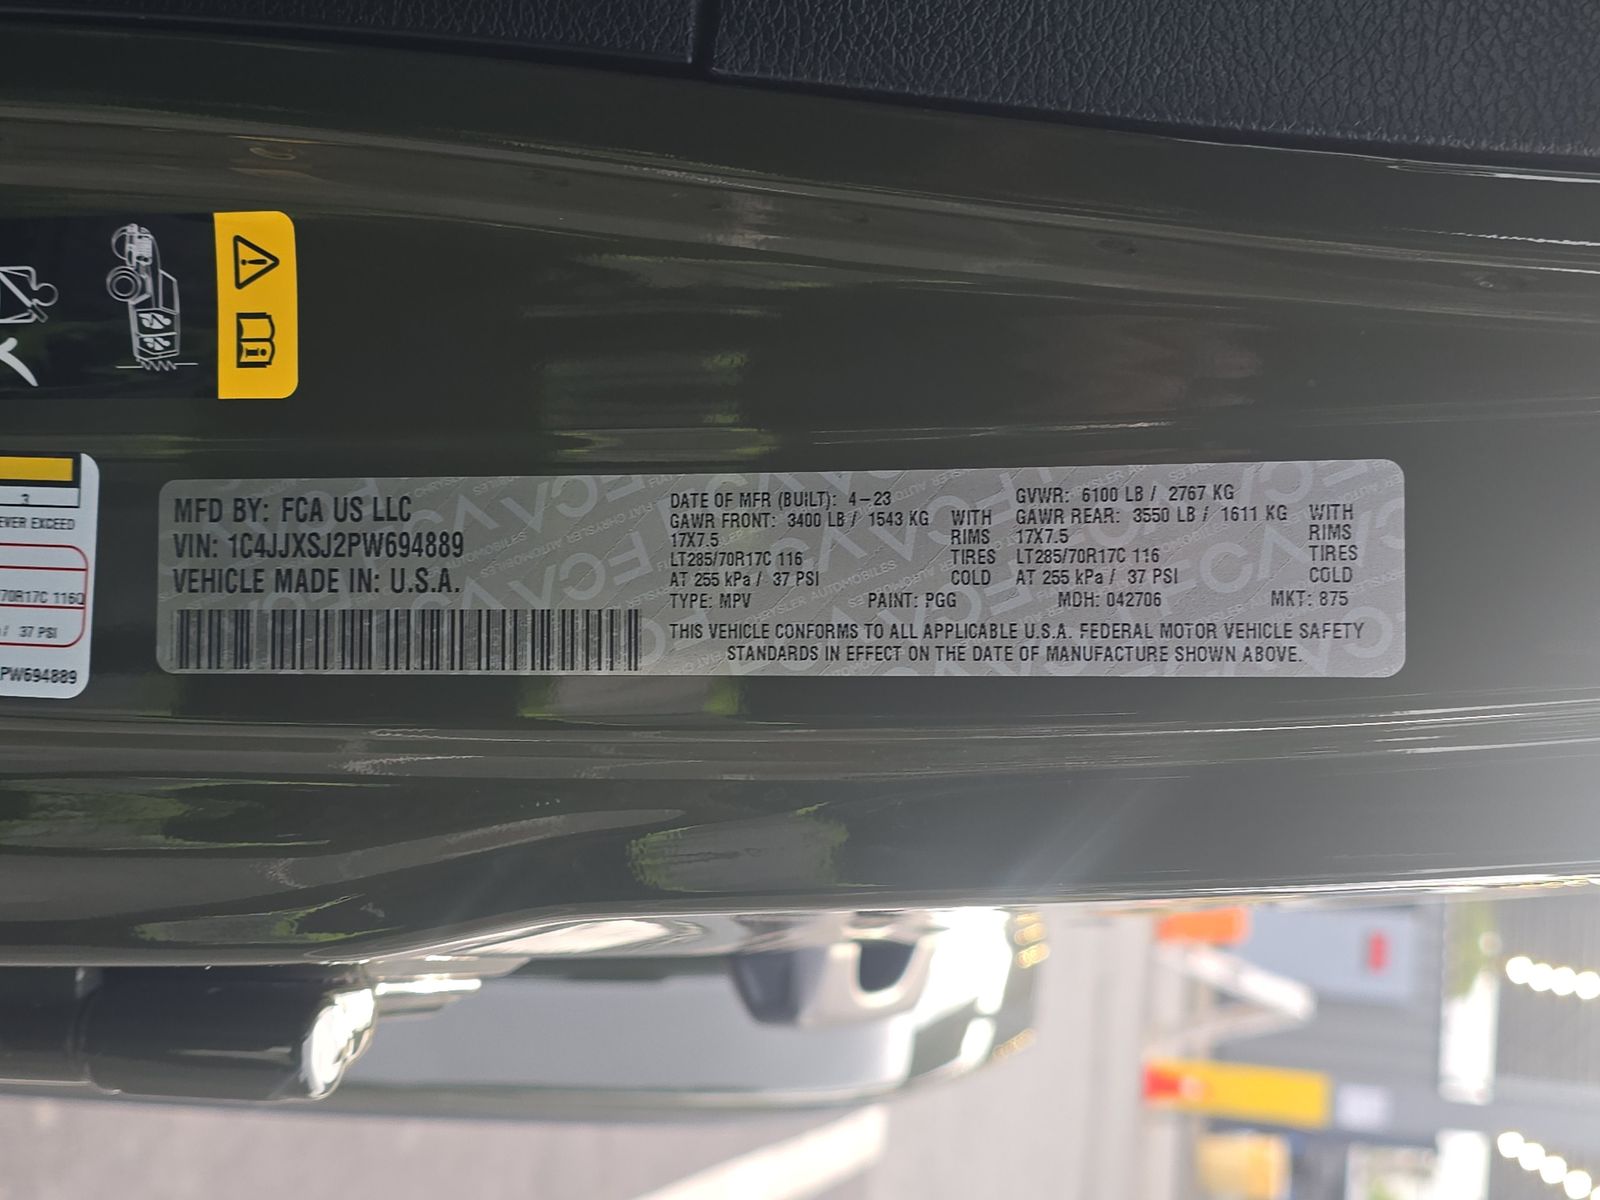 MFD BY: FCA US LLC
VIN: 1C4JJXSJ2PW694889
VEHICLE MADE IN: U.S.A.
DATE OF MFR (BUILT): 4-23
GAWR FRONT: 3400 LB / 1543 KG WITH
17X7.5 RIMS
LT285/70R17C 116 TIRES
AT 255 kPa / 37 PSI COLD
GVWR: 6100 LB / 2767 KG
GAWR REAR: 3550 LB / 1611 KG WITH
17X7.5 RIMS
LT285/70R17C 116 TIRES
AT 255 kPa / 37 PSI COLD
TYPE: MPV PAINT: PGG MDH: 042706 MKT: 875
THIS VEHICLE CONFORMS TO ALL APPLICABLE U.S.A. FEDERAL MOTOR VEHICLE SAFETY
STANDARDS IN EFFECT ON THE DATE OF MANUFACTURE SHOWN ABOVE.
3
EVER EXCEED
70R17C 116Q
/ 37 PSI
PW694889